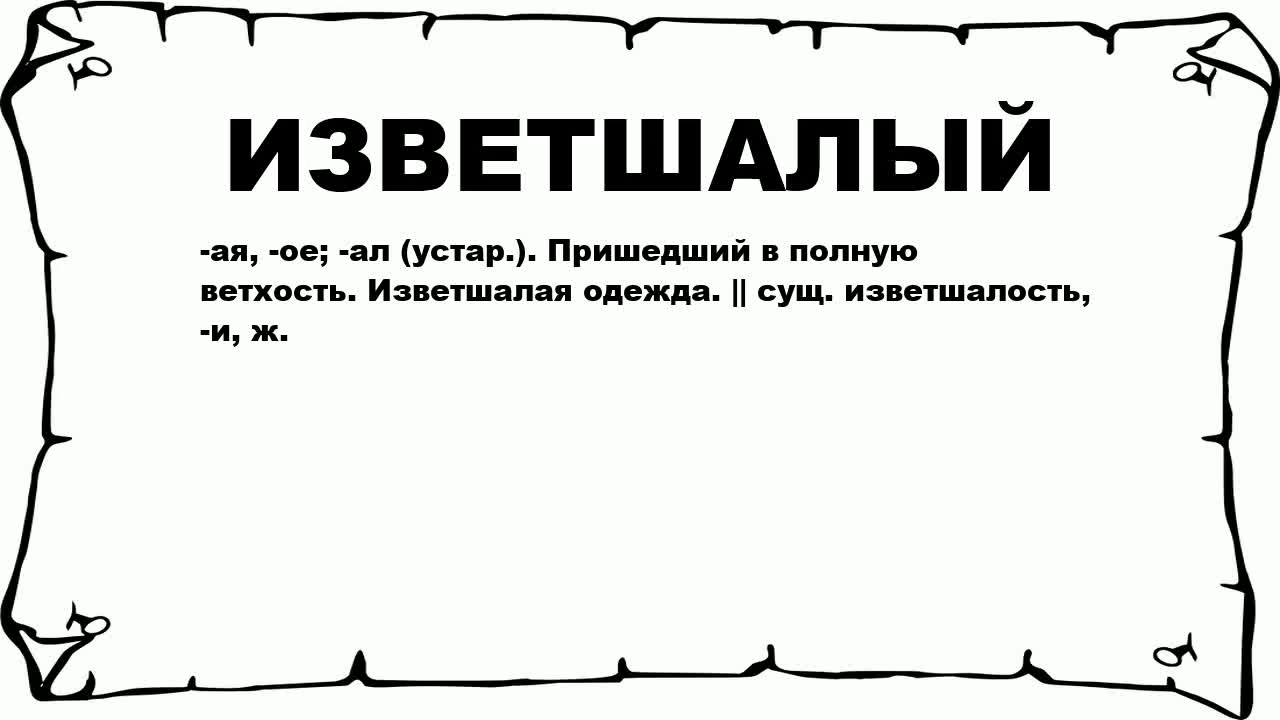 ИЗВЕТШАЛЫЙ
-ая, -ое; -ал (устар.). Пришедший в полную
ветхость. Изветшалая одежда. || сущ. изветшалость,
-и, ж.